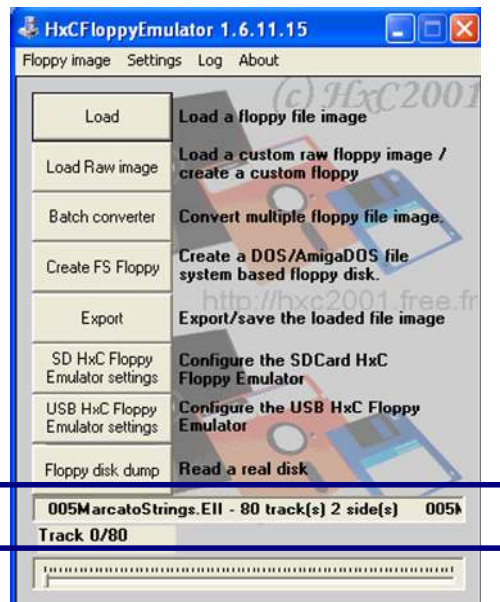 HxCFloppyEmulator 1.6.11.15
Floppy image Settings Log About
(c) HxC2001
Load
Load a floppy file image
Load Raw image
Load a custom raw floppy image /
create a custom floppy
Batch converter
Convert multiple floppy file image.
Create FS Floppy
Create a DOS/AmigaDOS file
system based floppy disk.
http://hxc2001.free.fr
Export
Export/save the loaded file image
SD HxC Floppy
Emulator settings
Configure the SDCard HxC
Floppy Emulator
USB HxC Floppy
Emulator settings
Configure the USB HxC Floppy
Emulator
Floppy disk dump
Read a real disk
005MarcatoStrings.EII - 80 track(s) 2 side(s) 005M
Track 0/80